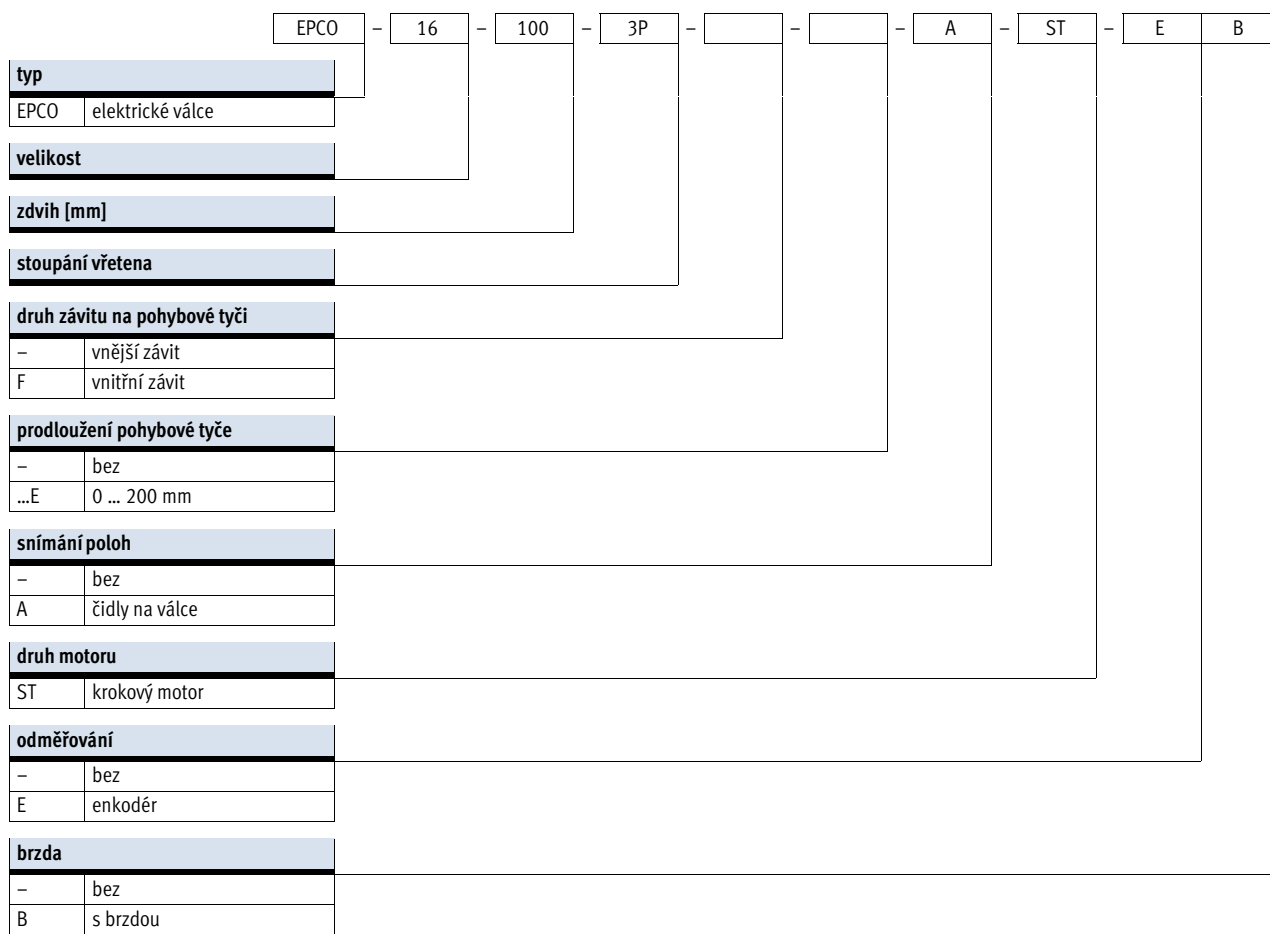 EPCO – 16 – 100 – 3P – – – A – ST – E B
typ
EPCO elektrické válce
velikost
zdvih [mm]
stoupání vřetena
druh závitu na pohybové tyči
– vnější závit
F vnitřní závit
prodloužení pohybové tyče
– bez
...E 0 ... 200 mm
snímání poloh
– bez
A čidly na válce
druh motoru
ST krokový motor
odměřování
– bez
E enkodér
brzda
– bez
B s brzdou